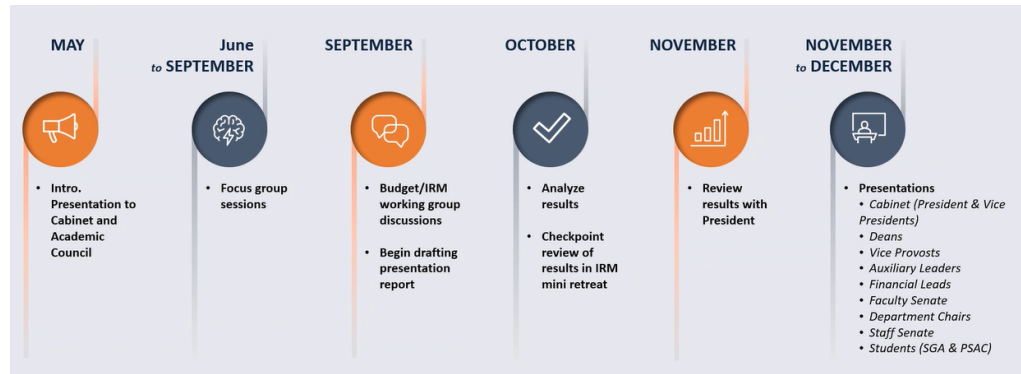 MAY
• Intro.
Presentation to
Cabinet and
Academic
Council
June
to SEPTEMBER
• Focus group
sessions
SEPTEMBER
• Budget/IRM
working group
discussions
• Begin drafting
presentation
report
OCTOBER
• Analyze
results
• Checkpoint
review of
results in IRM
mini retreat
NOVEMBER
• Review
results with
President
NOVEMBER
to DECEMBER
• Presentations
• Cabinet (President & Vice
Presidents)
• Deans
• Vice Provosts
• Auxiliary Leaders
• Financial Leads
• Faculty Senate
• Department Chairs
• Staff Senate
• Students (SGA & PSAC)